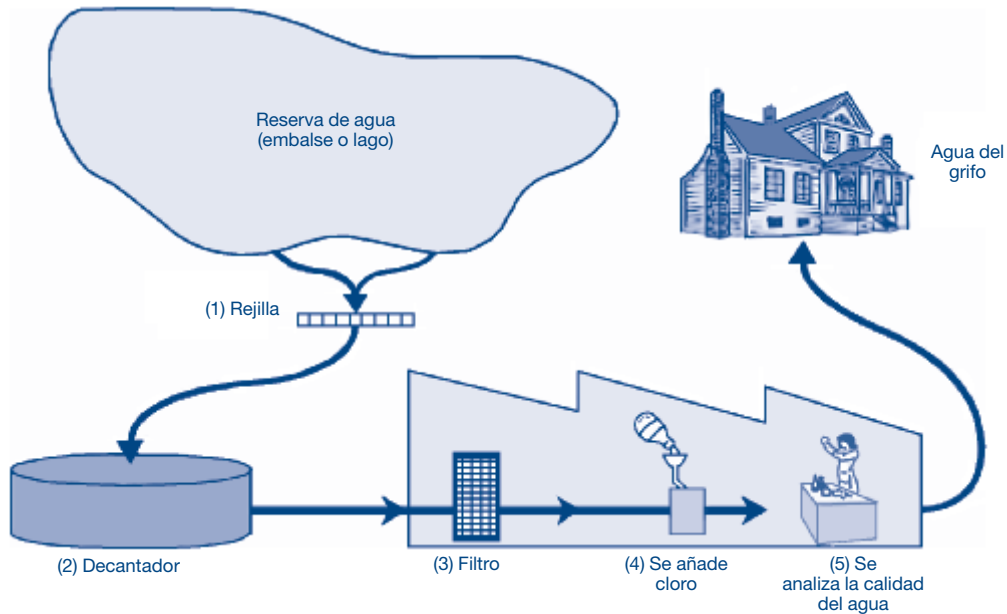 Reserva de agua
(embalse o lago)
Agua del
grifo
(1) Rejilla
(2) Decantador
(3) Filtro
(4) Se añade
cloro
(5) Se
analiza la calidad
del agua